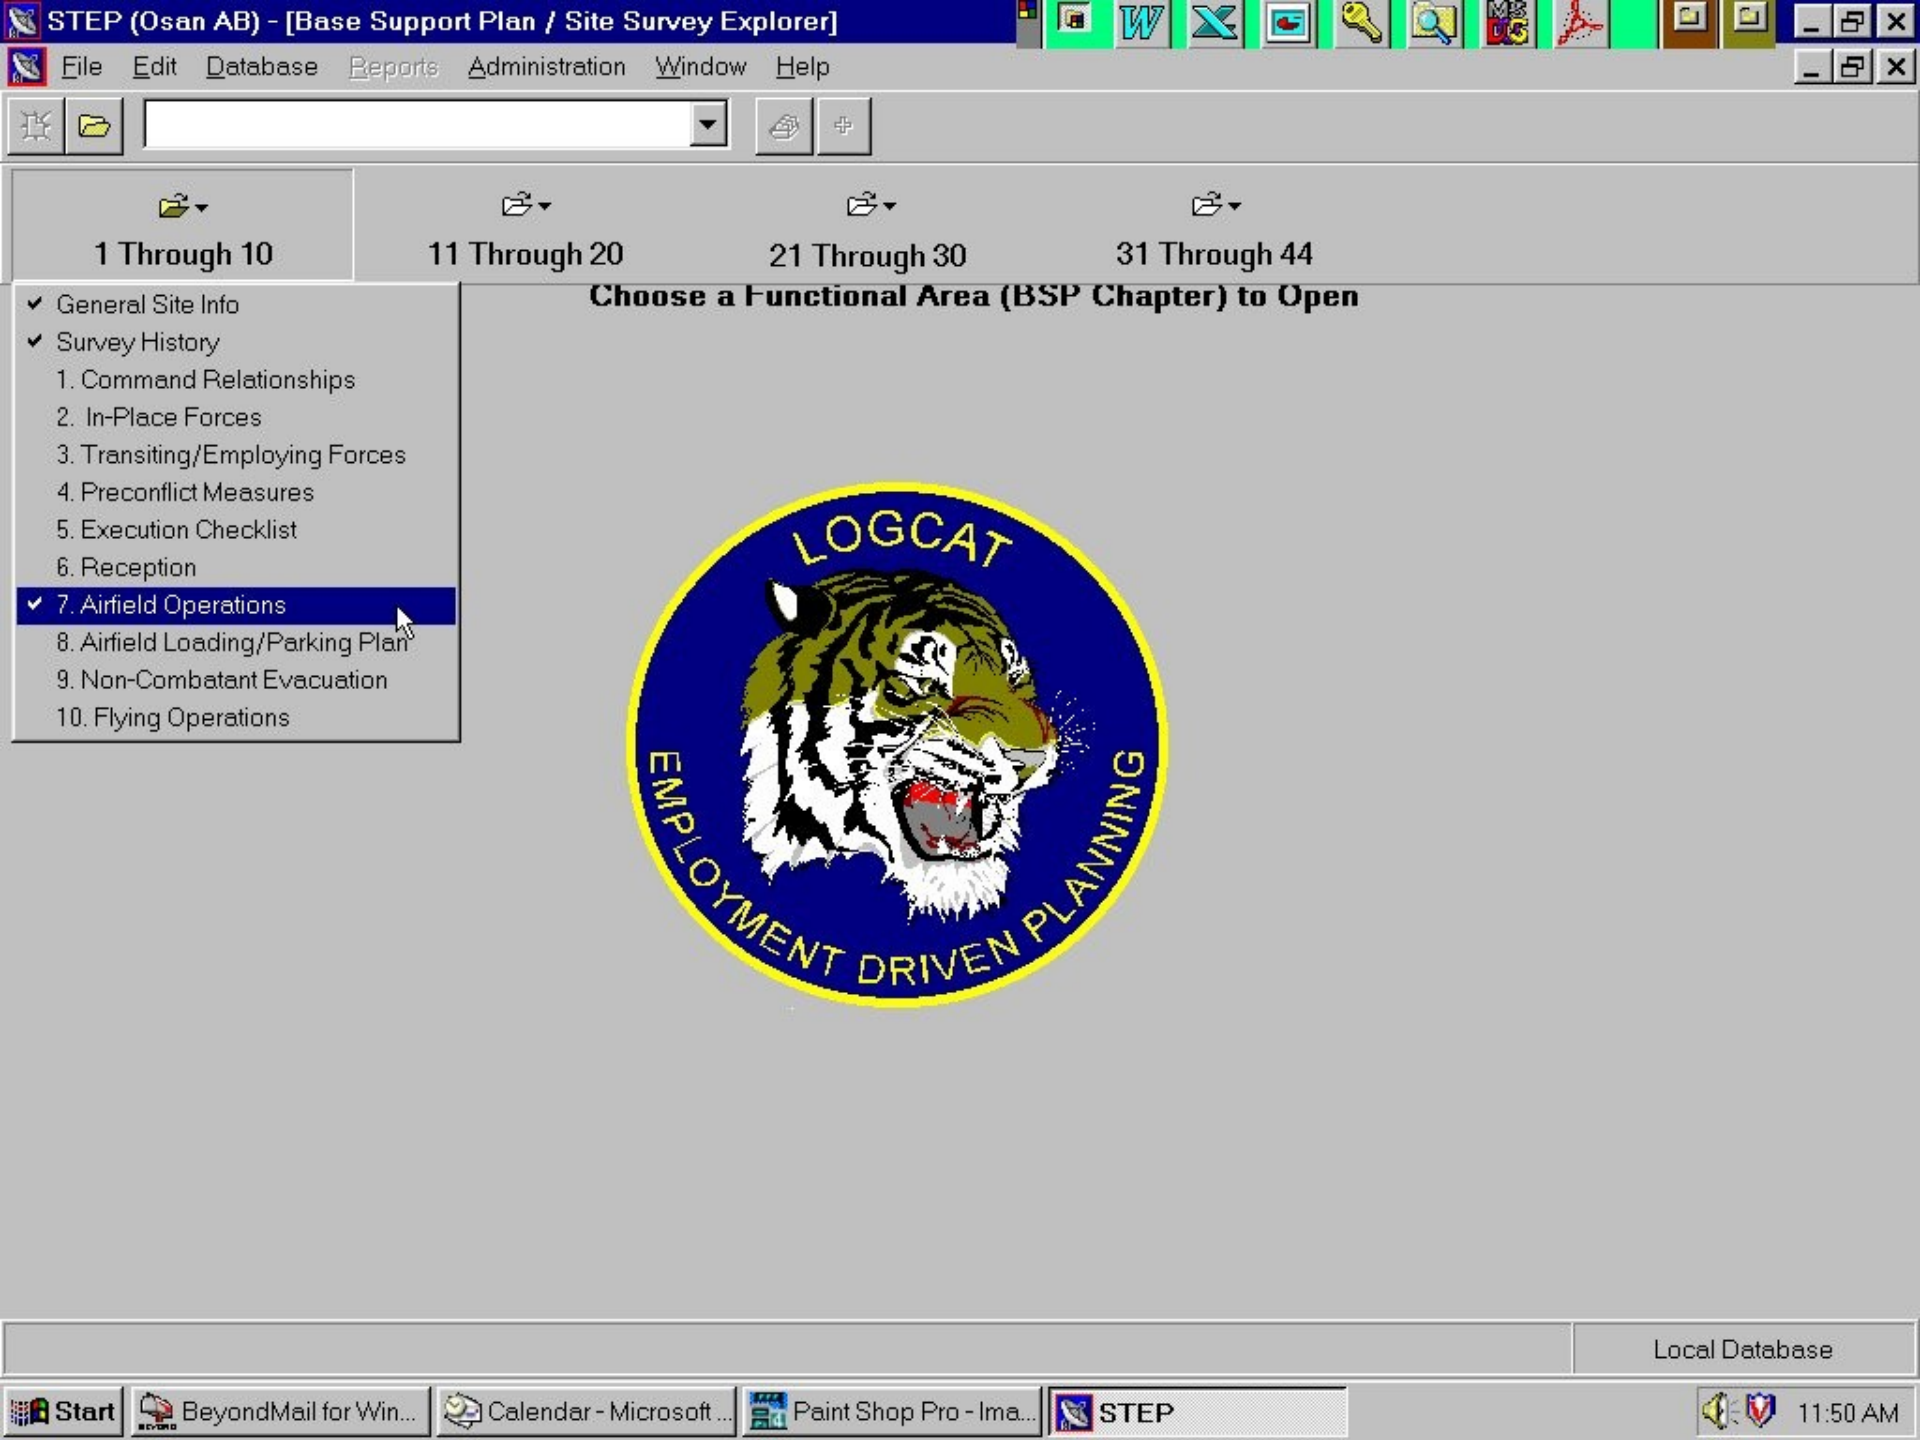 STEP (Osan AB) - [Base Support Plan / Site Survey Explorer]
File Edit Database Reports Administration Window Help
1 Through 10 11 Through 20 21 Through 30 31 Through 44
Choose a Functional Area (BSP Chapter) to Open
General Site Info
Survey History
1. Command Relationships
2. In-Place Forces
3. Transiting/Employing Forces
4. Preconflict Measures
5. Execution Checklist
6. Reception
7. Airfield Operations
8. Airfield Loading/Parking Plan
9. Non-Combatant Evacuation
10. Flying Operations
LOGCAT
EMPLOYMENT DRIVEN PLANNING
Local Database
Start BeyondMail for Win... Calendar - Microsoft ... Paint Shop Pro - Ima... STEP 11:50 AM